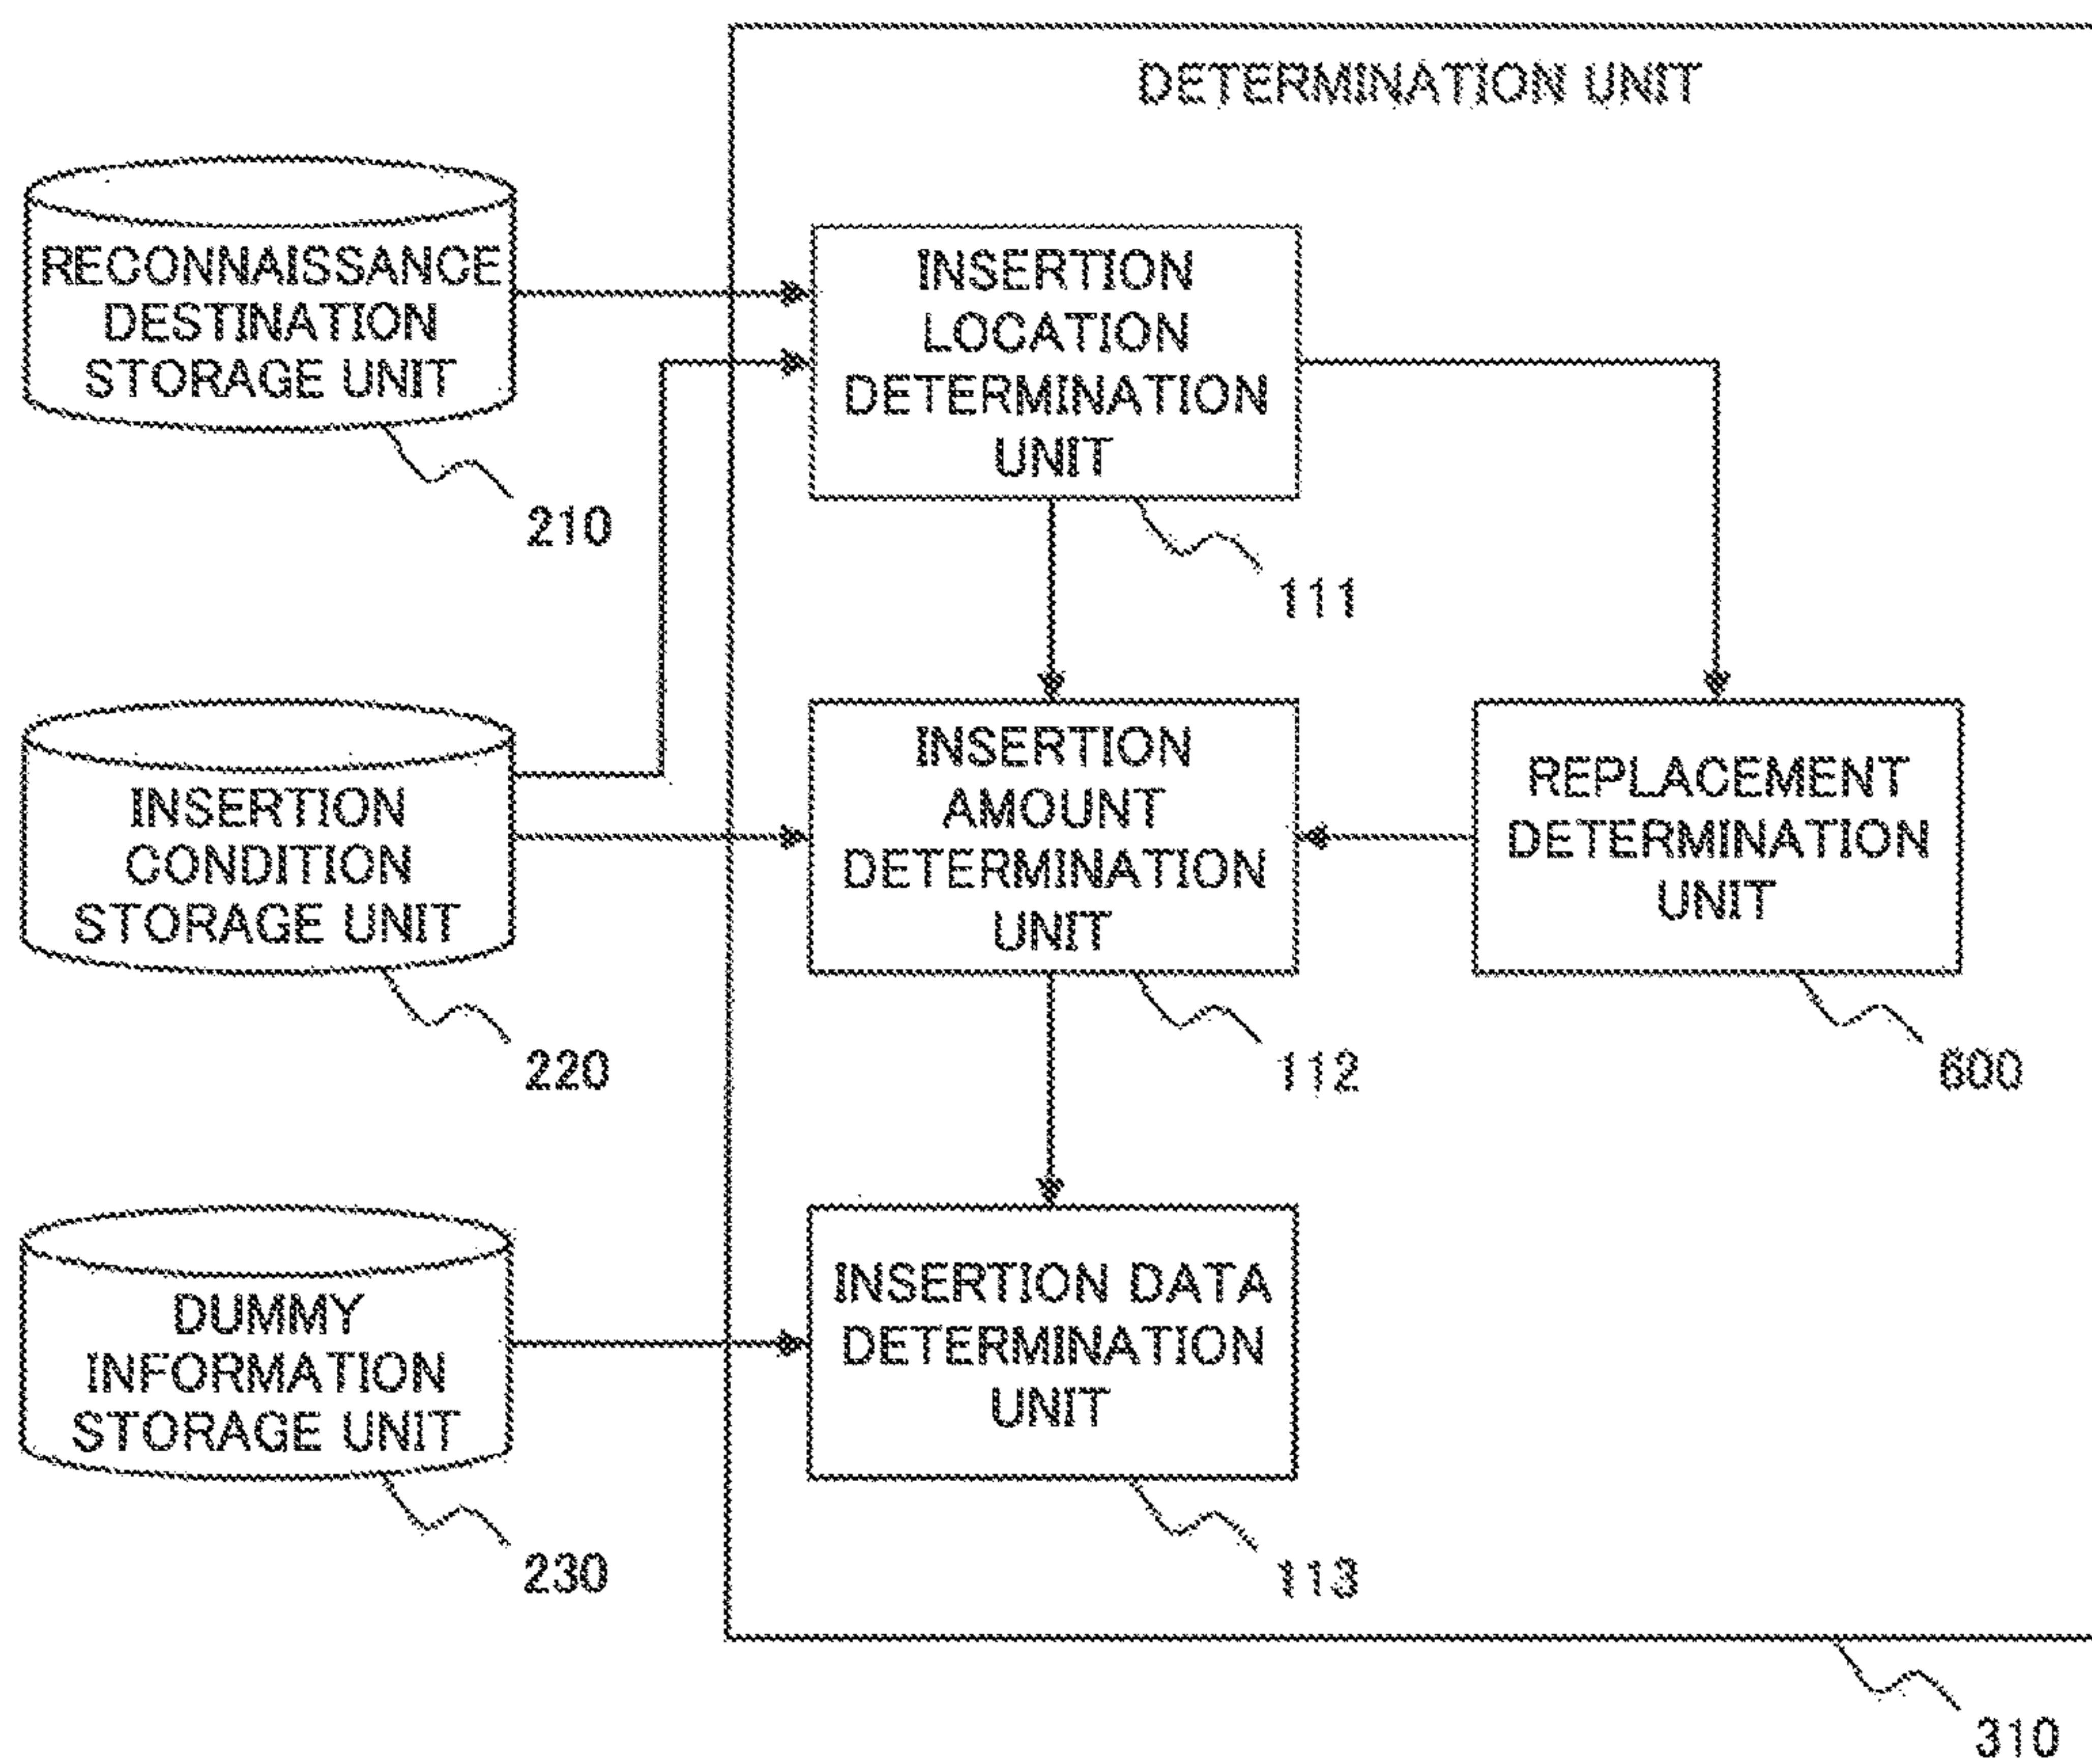 DETERMINATION UNIT
RECONNAISSANCE
DESTINATION
STORAGE UNIT
210
INSERTION
LOCATION
DETERMINATION
UNIT
111
INSERTION
CONDITION
STORAGE UNIT
220
INSERTION
AMOUNT
DETERMINATION
UNIT
112
REPLACEMENT
DETERMINATION
UNIT
600
DUMMY
INFORMATION
STORAGE UNIT
230
INSERTION DATA
DETERMINATION
UNIT
113
310